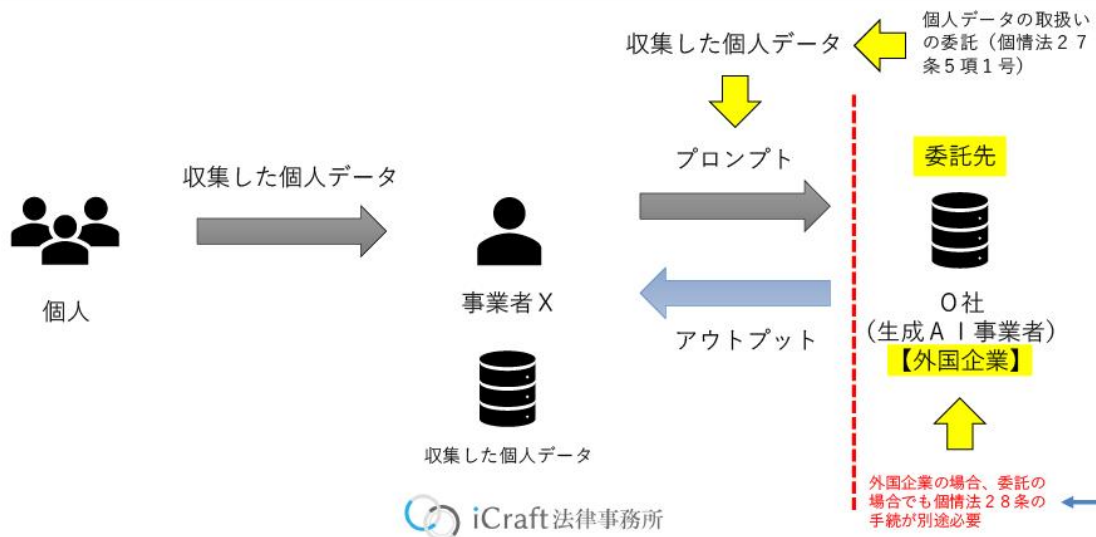 収集した個人データ
個人データの取扱い
の委託（個情法２７
条５項１号）
プロンプト
委託先
収集した個人データ
個人
事業者Ｘ
アウトプット
Ｏ社
（生成ＡＩ事業者）
【外国企業】
収集した個人データ
外国企業の場合、委託の
場合でも個情法２８条の
手続が別途必要
iCraft法律事務所